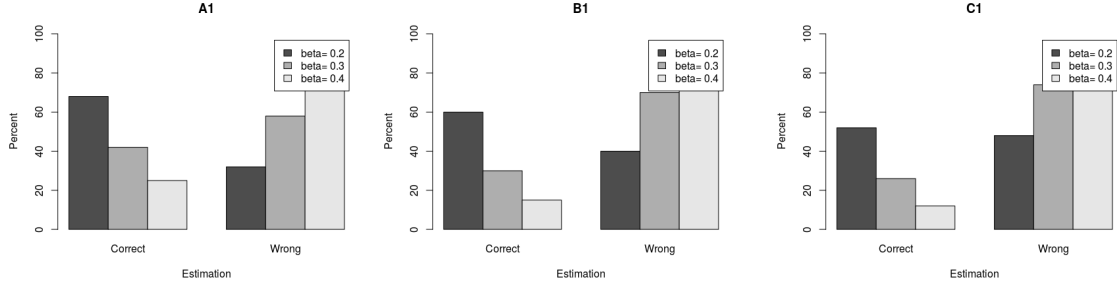 A1
Percent
0
20
40
60
80
100
beta= 0.2
beta= 0.3
beta= 0.4
Correct
Wrong
Estimation
B1
Percent
0
20
40
60
80
100
beta= 0.2
beta= 0.3
beta= 0.4
Correct
Wrong
Estimation
C1
Percent
0
20
40
60
80
100
beta= 0.2
beta= 0.3
beta= 0.4
Correct
Wrong
Estimation